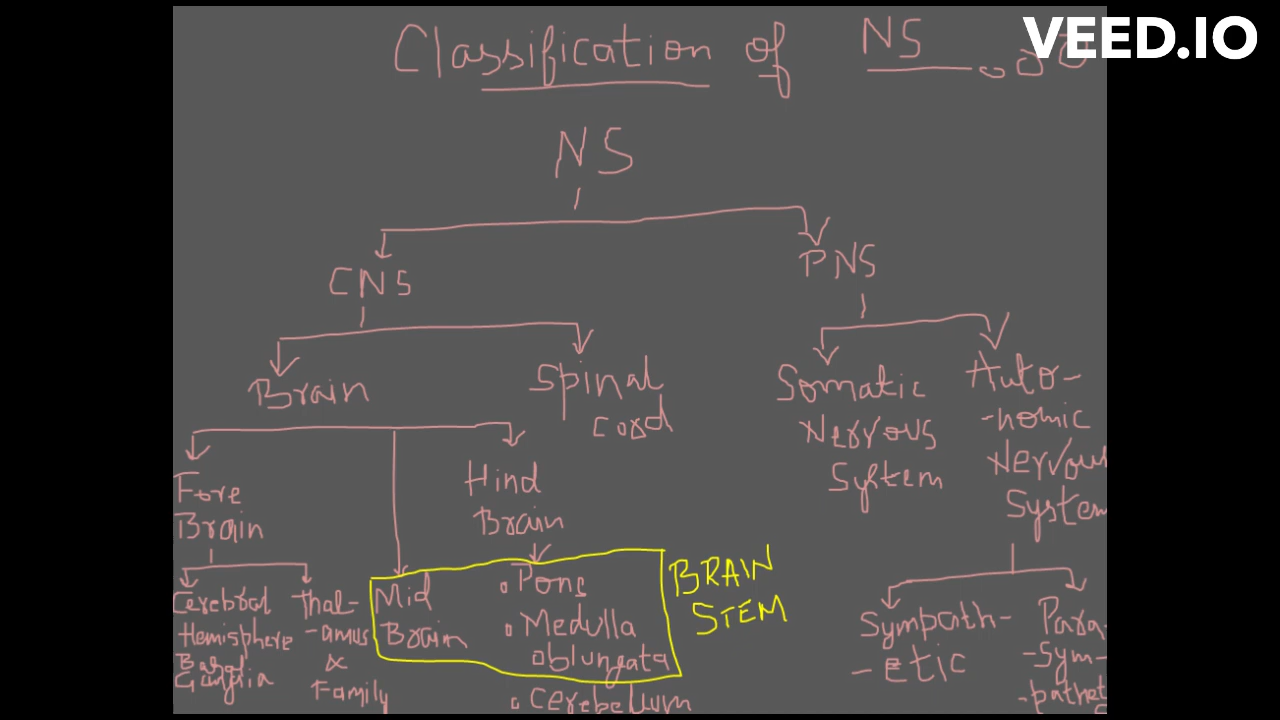 Classification of NS
VEED.IO
NS
CNS
PNS
Brain
Spinal
cord
Somatic
Nervous
System
Auto-
-nomic
Nervous
System
Fore
Brain
Hind
Brain
Cerebral
Hemisphere
Basal
Ganglia
Thal-
-amus
&
Family
Mid
Brain
• Pons
• Medulla
oblongata
• Cerebellum
BRAIN
STEM
Sympath-
-etic
Para
-Sym-
-pathet